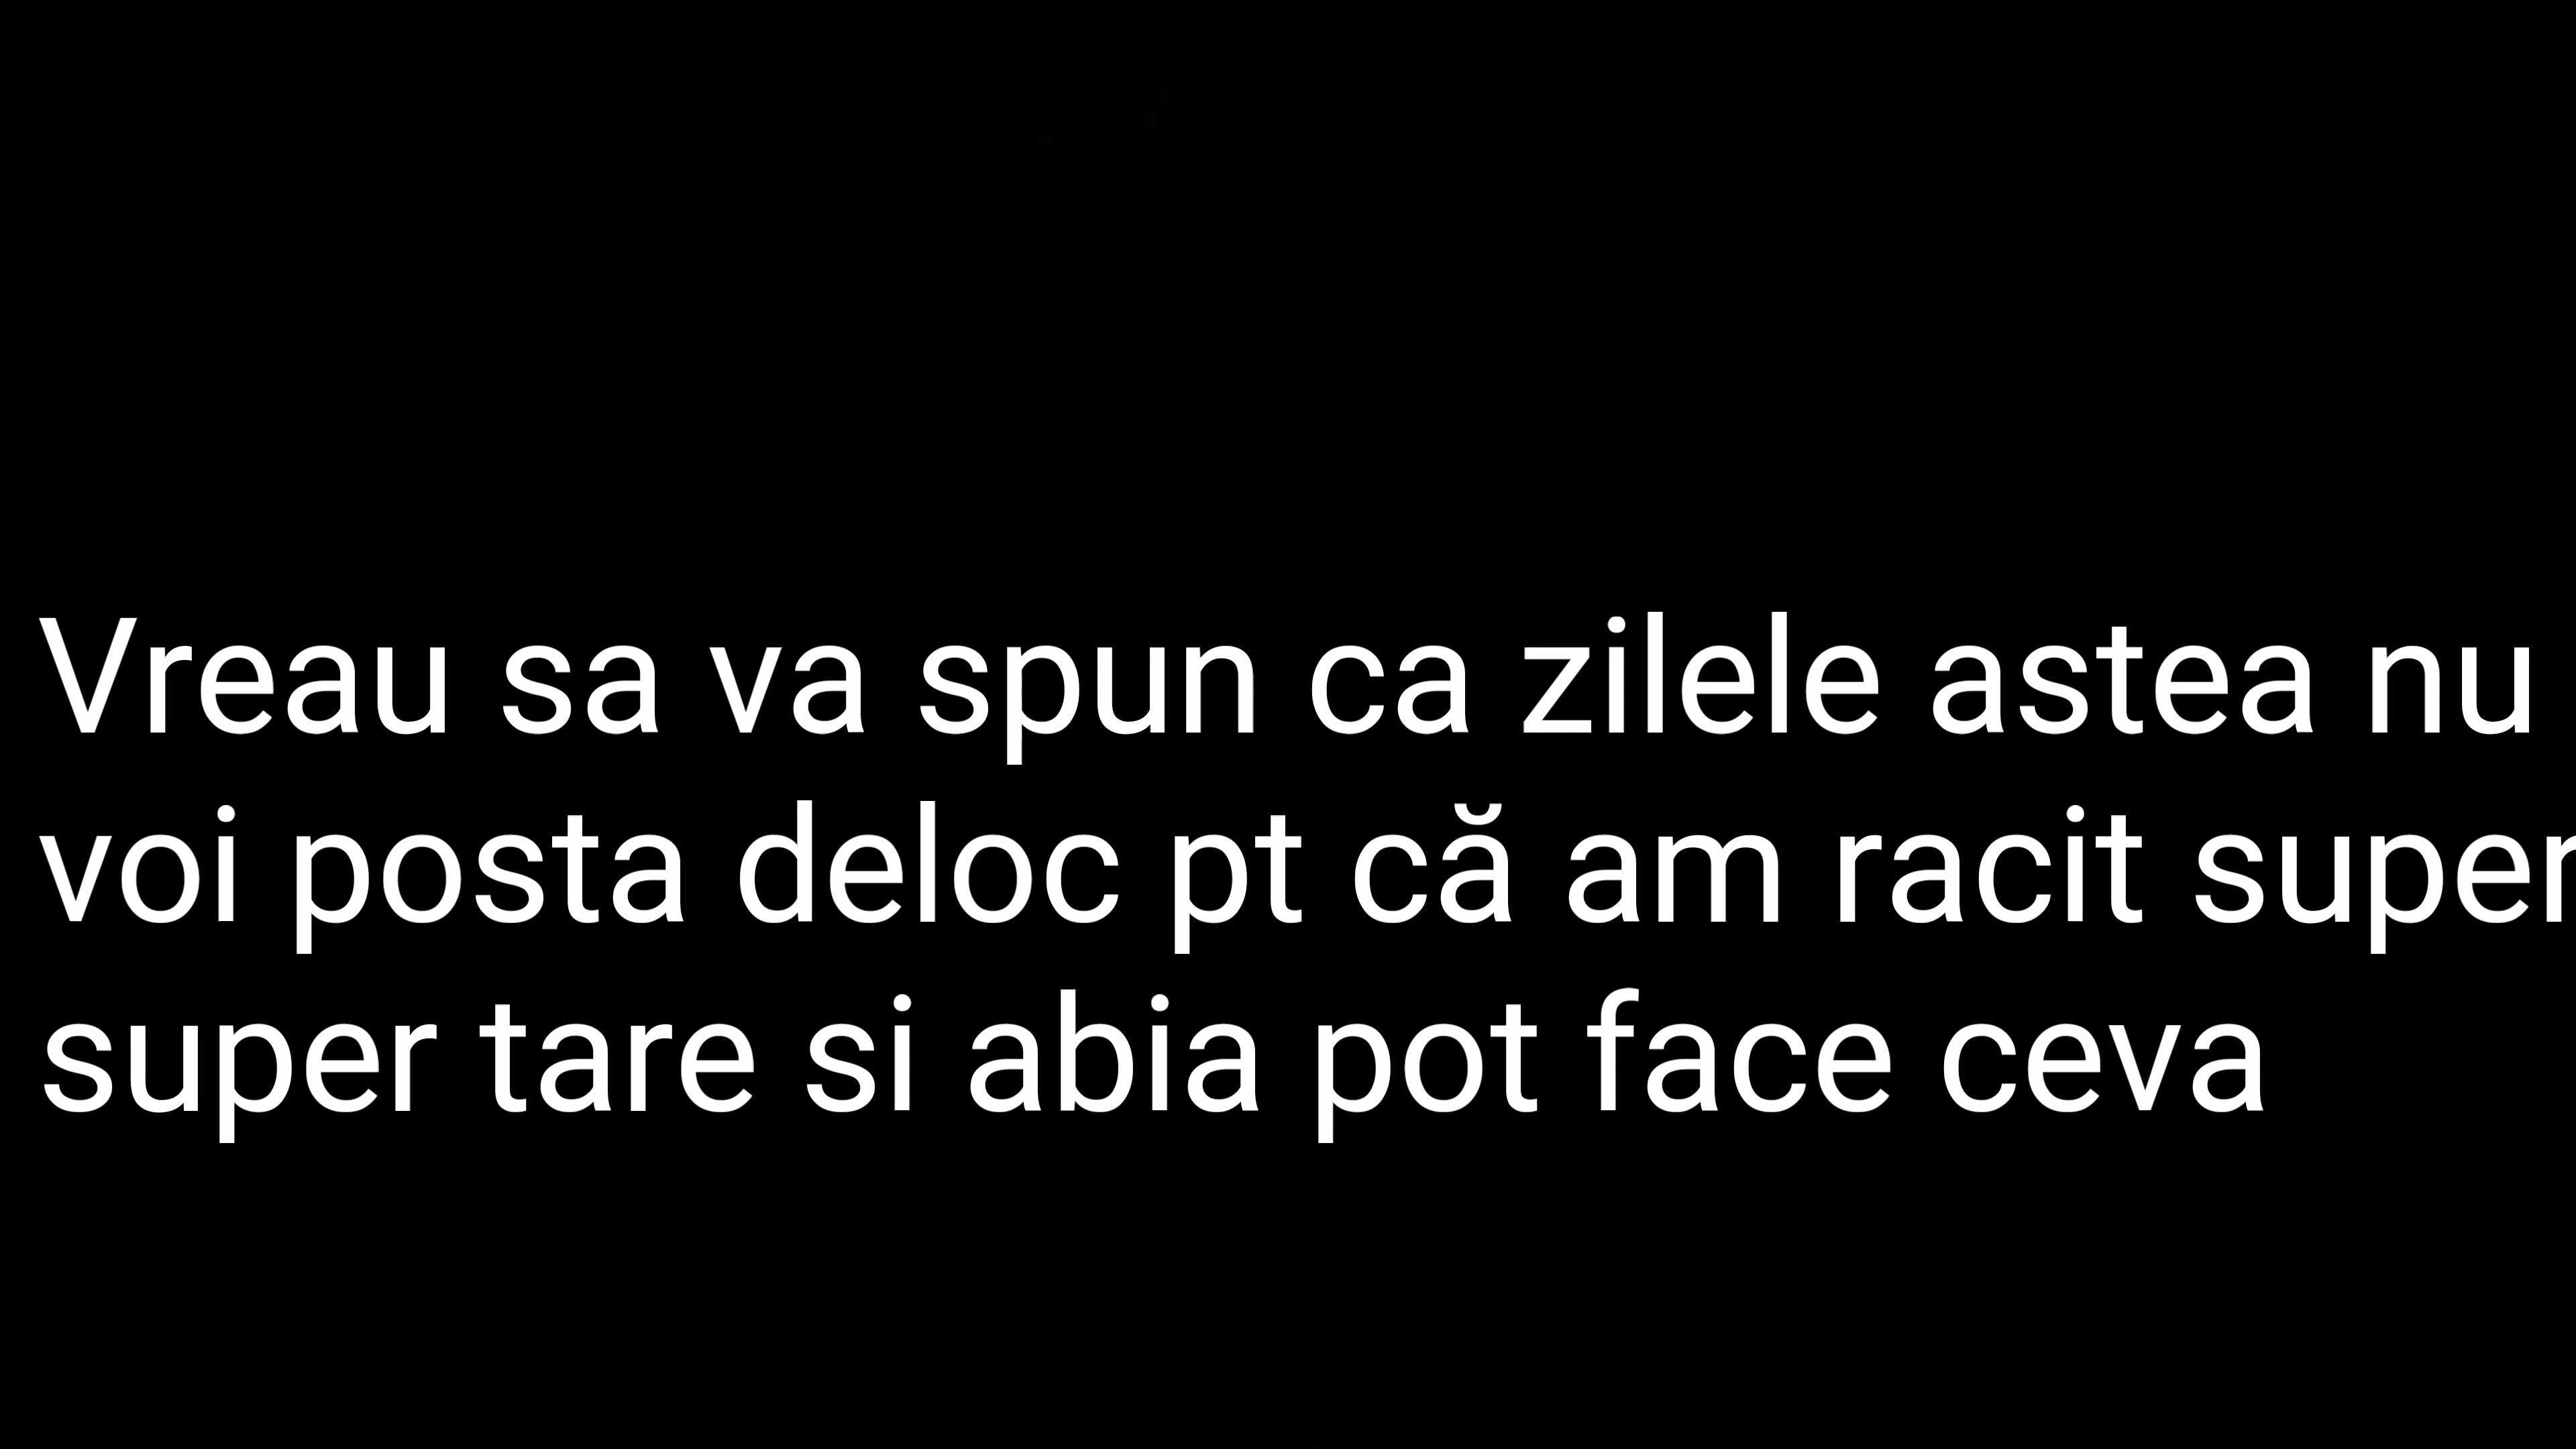 Vreau sa va spun ca zilele astea nu
voi posta deloc pt că am racit super
super tare si abia pot face ceva